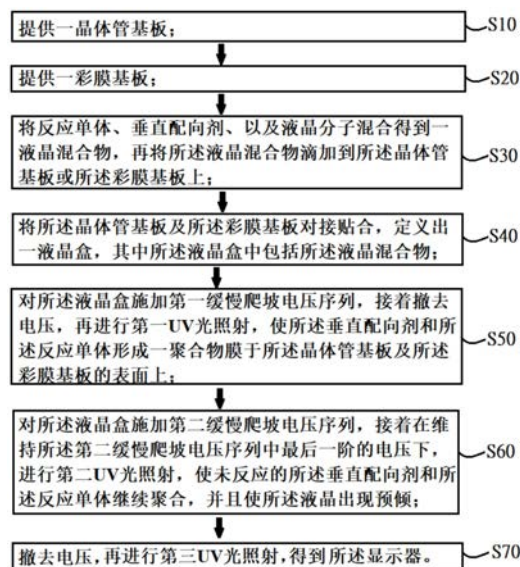 提供一晶体管基板；
S10
提供一彩膜基板；
S20
将反应单体、垂直配向剂、以及液晶分子混合得到一
液晶混合物，再将所述液晶混合物滴加到所述晶体管
基板或所述彩膜基板上；
S30
将所述晶体管基板及所述彩膜基板对接贴合，定义出
一液晶盒，其中所述液晶盒中包括所述液晶混合物；
S40
对所述液晶盒施加第一缓慢爬坡电压序列，接着撤去
电压，再进行第一UV光照射，使所述垂直配向剂和所
述反应单体形成一聚合物膜于所述晶体管基板及所述
彩膜基板的表面上；
S50
对所述液晶盒施加第二缓慢爬坡电压序列，接着在维
持所述第二缓慢爬坡电压序列中最后一阶的电压下，
进行第二UV光照射，使未反应的所述垂直配向剂和所
述反应单体继续聚合，并且使所述液晶出现预倾；
S60
撤去电压，再进行第三UV光照射，得到所述显示器。
S70